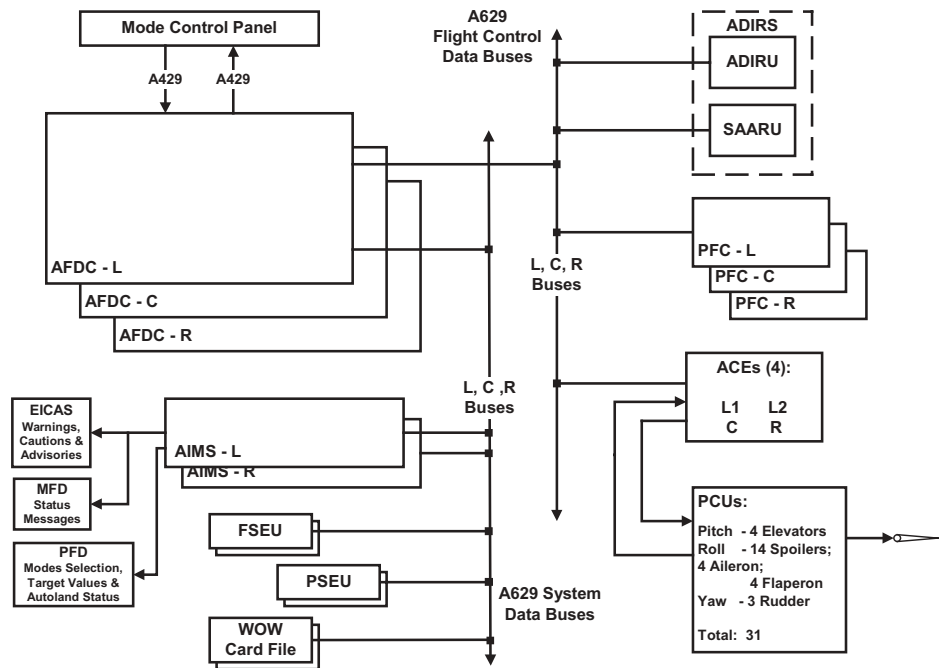 Mode Control Panel
A429
A429
AFDC - L
AFDC - C
AFDC - R
A629
Flight Control
Data Buses
ADIRS
ADIRU
SAARU
PFC - L
PFC - C
PFC - R
L, C, R
Buses
L, C ,R
Buses
ACEs (4):
L1 L2
C R
EICAS
Warnings,
Cautions &
Advisories
MFD
Status
Messages
PFD
Modes Selection,
Target Values &
Autoland Status
AIMS - L
AIMS - R
FSEU
PSEU
WOW
Card File
A629 System
Data Buses
PCUs:
Pitch - 4 Elevators
Roll - 14 Spoilers;
4 Aileron;
4 Flaperon
Yaw - 3 Rudder
Total: 31